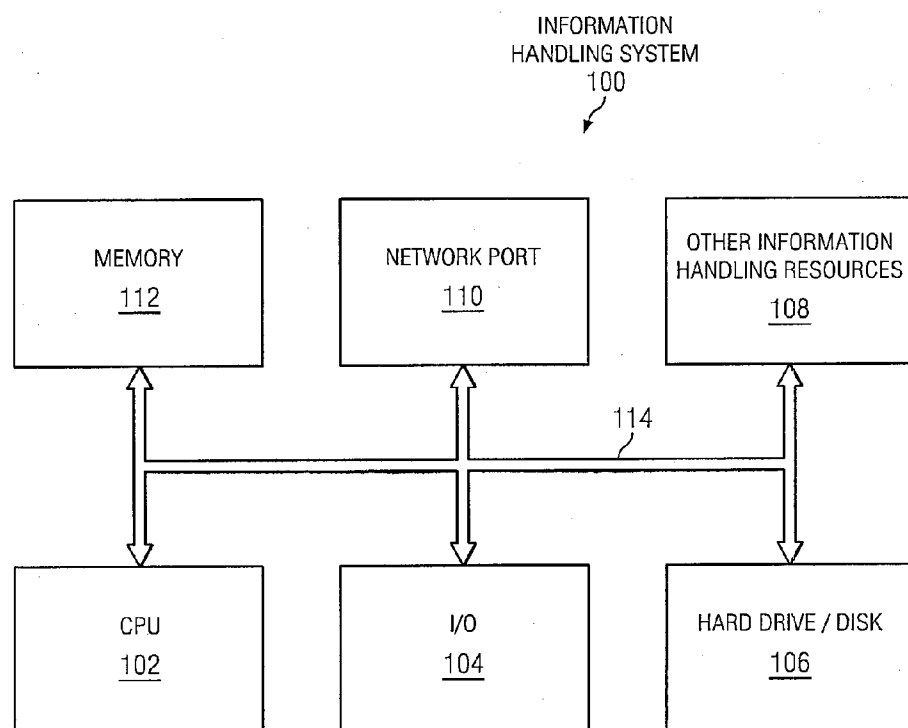 INFORMATION
HANDLING SYSTEM
100
MEMORY
112
NETWORK PORT
110
OTHER INFORMATION
HANDLING RESOURCES
108
114
CPU
102
I/O
104
HARD DRIVE / DISK
106